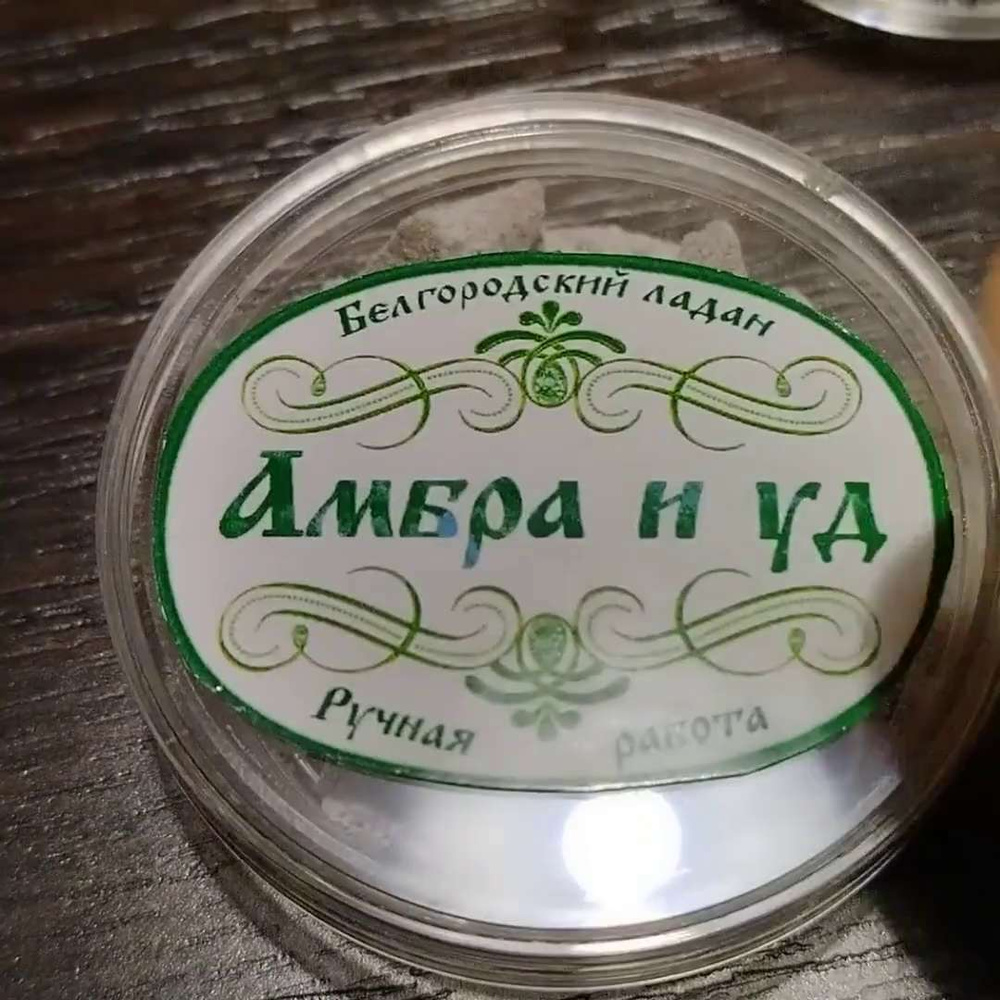 Белгородский ладан
Амбра и уд
Ручная работа